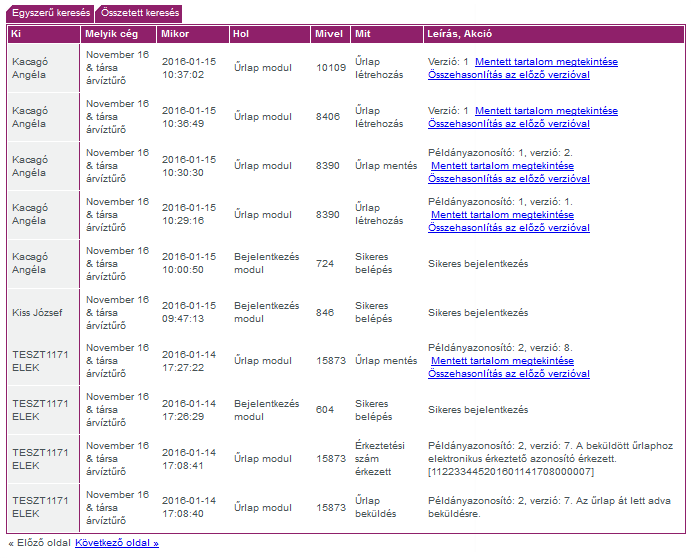 Egyszerű keresés Összetett keresés
Ki Melyik cég Mikor Hol Mivel Mit Leírás, Akció
Kacagó Angéla November 16 & társa árvíztűrő 2016-01-15 10:37:02 Űrlap modul 10109 Űrlap létrehozás Verzió: 1 Mentett tartalom megtekintése Összehasonlítás az előző verzióval
Kacagó Angéla November 16 & társa árvíztűrő 2016-01-15 10:36:49 Űrlap modul 8406 Űrlap létrehozás Verzió: 1 Mentett tartalom megtekintése Összehasonlítás az előző verzióval
Kacagó Angéla November 16 & társa árvíztűrő 2016-01-15 10:30:30 Űrlap modul 8390 Űrlap mentés Példányazonosító: 1, verzió: 2. Mentett tartalom megtekintése Összehasonlítás az előző verzióval
Kacagó Angéla November 16 & társa árvíztűrő 2016-01-15 10:29:16 Űrlap modul 8390 Űrlap létrehozás Példányazonosító: 1, verzió: 1. Mentett tartalom megtekintése Összehasonlítás az előző verzióval
Kacagó Angéla November 16 & társa árvíztűrő 2016-01-15 10:00:50 Bejelentkezés modul 724 Sikeres belépés Sikeres bejelentkezés
Kiss József November 16 & társa árvíztűrő 2016-01-15 09:47:13 Bejelentkezés modul 846 Sikeres belépés Sikeres bejelentkezés
TESZT1171 ELEK November 16 & társa árvíztűrő 2016-01-14 17:27:22 Űrlap modul 15873 Űrlap mentés Példányazonosító: 2, verzió: 8. Mentett tartalom megtekintése Összehasonlítás az előző verzióval
TESZT1171 ELEK November 16 & társa árvíztűrő 2016-01-14 17:26:29 Bejelentkezés modul 604 Sikeres belépés Sikeres bejelentkezés
TESZT1171 ELEK November 16 & társa árvíztűrő 2016-01-14 17:08:41 Űrlap modul 15873 Érkeztetési szám érkezett Példányazonosító: 2, verzió: 7. A beküldött űrlaphoz elektronikus érkeztető azonosító érkezett. [112233445201601141708000007]
TESZT1171 ELEK November 16 & társa árvíztűrő 2016-01-14 17:08:40 Űrlap modul 15873 Űrlap beküldés Példányazonosító: 2, verzió: 7. Az űrlap át lett adva beküldésre.
« Előző oldal Következő oldal »